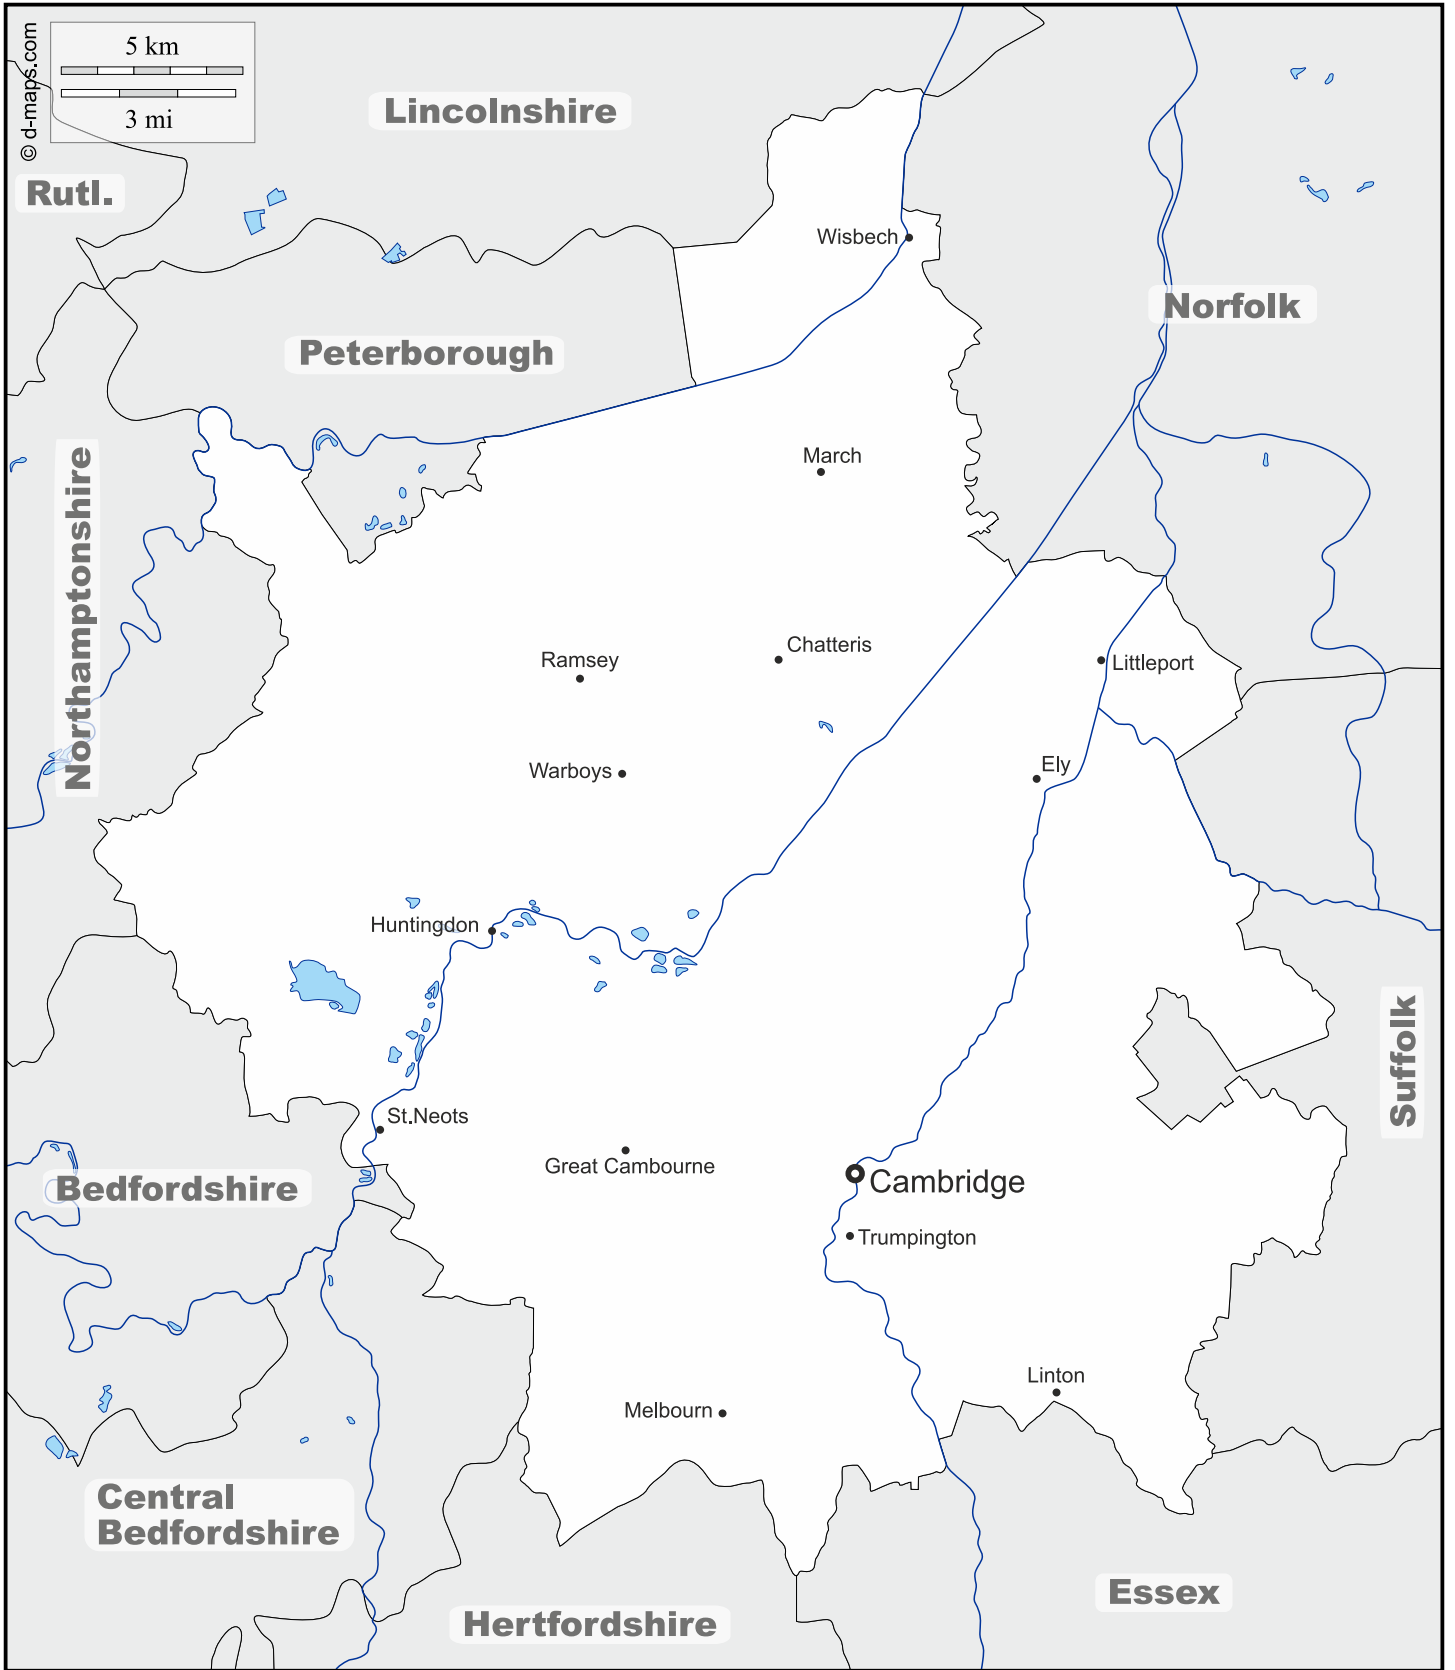 © d-maps.com
5 km
3 mi
Lincolnshire
Rutl.
Wisbech
Norfolk
Peterborough
March
Northamptonshire
Chatteris
Ramsey
Littleport
Ely
Warboys
Huntingdon
Suffolk
St.Neots
Great Cambourne
Cambridge
Bedfordshire
Trumpington
Linton
Melbourn
Central
Bedfordshire
Essex
Hertfordshire